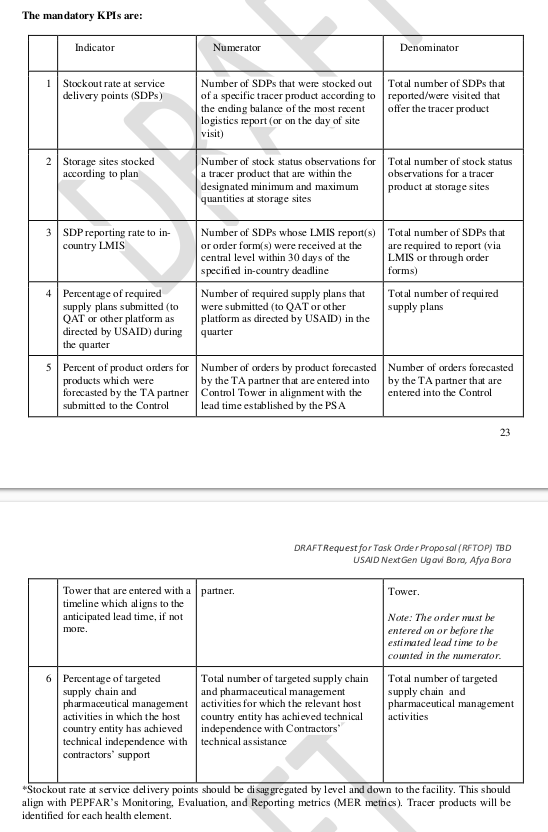 The mandatory KPIs are:
Indicator Numerator Denominator
1 Stockout rate at service Number of SDPs that were stocked out Total number of SDPs that
delivery points (SDPs) of a specific tracer product according to reported/were visited that
the ending balance of the most recent offer the tracer product
logistics report (or on the day of site
visit)
2 Storage sites stocked Number of stock status observations for Total number of stock status
according to plan a tracer product that are within the observations for a tracer
designated minimum and maximum product at storage sites
quantities at storage sites
3 SDP reporting rate to in- Number of SDPs whose LMIS report(s) Total number of SDPs that
country LMIS or order form(s) were received at the are required to report (via
central level within 30 days of the LMIS or through order
specified in-country deadline forms)
4 Percentage of required Number of required supply plans that Total number of required
supply plans submitted (to were submitted (to QAT or other supply plans
QAT or other platform as platform as directed by USAID) in the
directed by USAID) during quarter
the quarter
5 Percent of product orders for Number of orders by product forecasted Number of orders forecasted
products which were by the TA partner that are entered into by the TA partner that are
forecasted by the TA partner Control Tower in alignment with the entered into the Control
submitted to the Control lead time established by the PSA
23
DRAFT Request for Task Order Proposal (RFTOP) TBD
USAID NextGen Ugavi Bora, Afya Bora
Tower that are entered with a partner. Tower.
timeline which aligns to the
anticipated lead time, if not Note: The order must be
more. entered on or before the
estimated lead time to be
counted in the numerator.
6 Percentage of targeted Total number of targeted supply chain Total number of targeted
supply chain and and pharmaceutical management supply chain and
pharmaceutical management activities for which the relevant host pharmaceutical management
activities in which the host country entity has achieved technical activities
country entity has achieved independence with Contractors'
technical independence with technical assistance
contractors' support
*Stockout rate at service delivery points should be disaggregated by level and down to the facility. This should
align with PEPFAR's Monitoring, Evaluation, and Reporting metrics (MER metrics). Tracer products will be
identified for each health element.
DRAFT